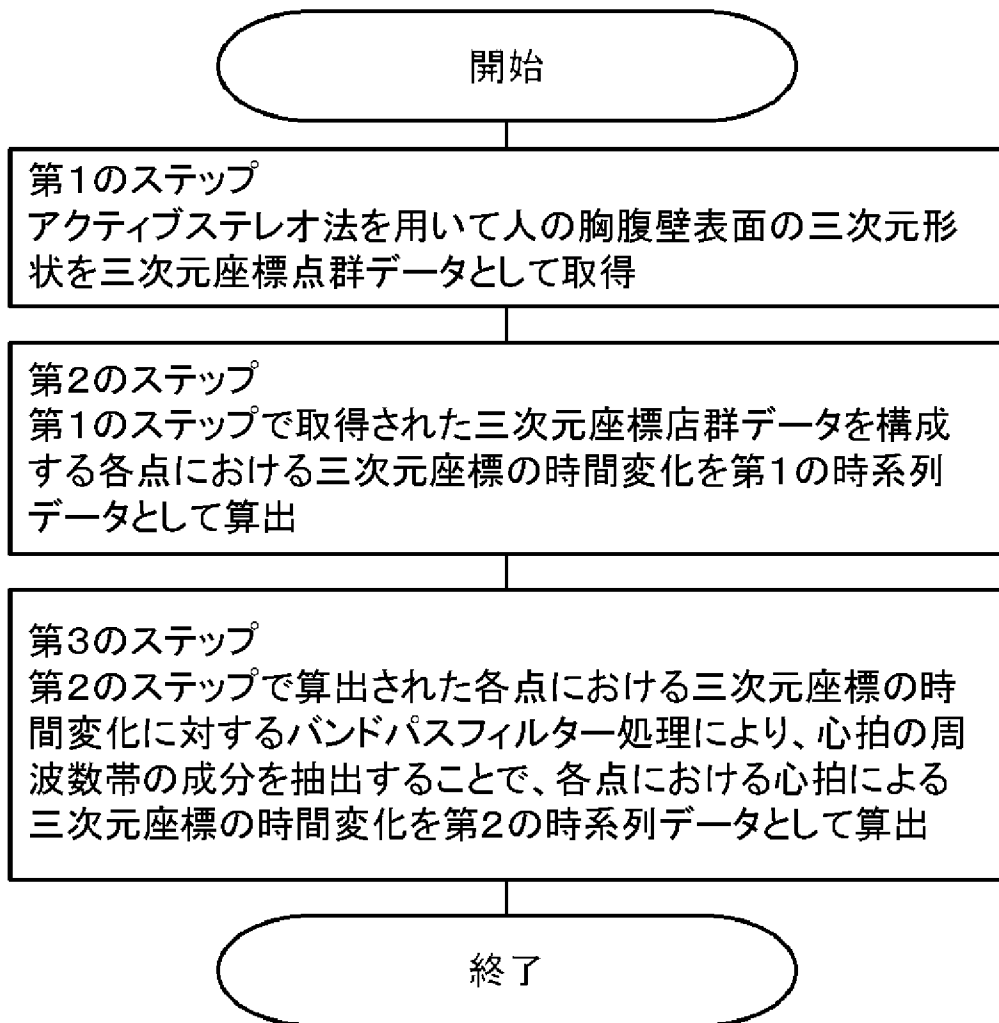 開始
第1のステップ
アクティブステレオ法を用いて人の胸腹壁表面の三次元形
状を三次元座標点群データとして取得
第2のステップ
第1のステップで取得された三次元座標店群データを構成
する各点における三次元座標の時間変化を第1の時系列
データとして算出
第3のステップ
第2のステップで算出された各点における三次元座標の時
間変化に対するバンドパスフィルター処理により、心拍の周
波数帯の成分を抽出することで、各点における心拍による
三次元座標の時間変化を第2の時系列データとして算出
終了